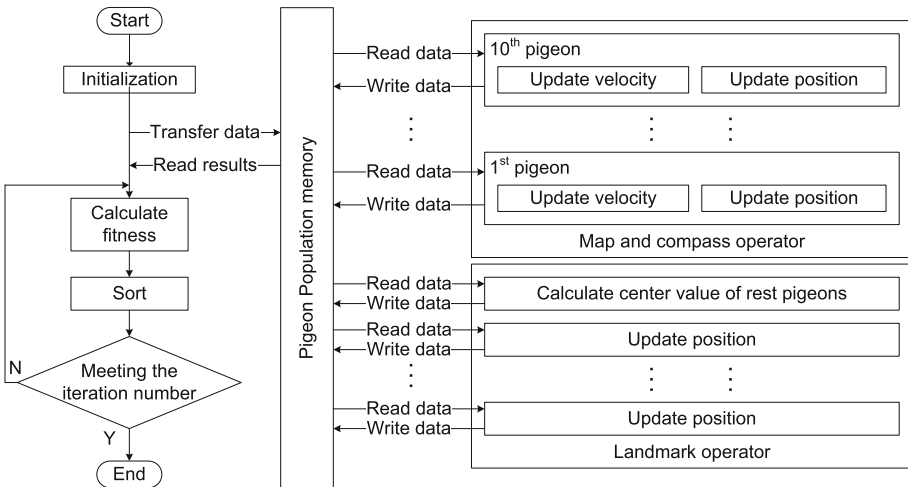 Start
Initialization
Transfer data
Read results
Calculate
fitness
Sort
Meeting the
iteration number
N
Y
End
Pigeon Population memory
Read data
Write data
10th pigeon
Update velocity
Update position
Read data
Write data
1st pigeon
Update velocity
Update position
Map and compass operator
Read data
Write data
Calculate center value of rest pigeons
Read data
Write data
Update position
Read data
Write data
Update position
Landmark operator